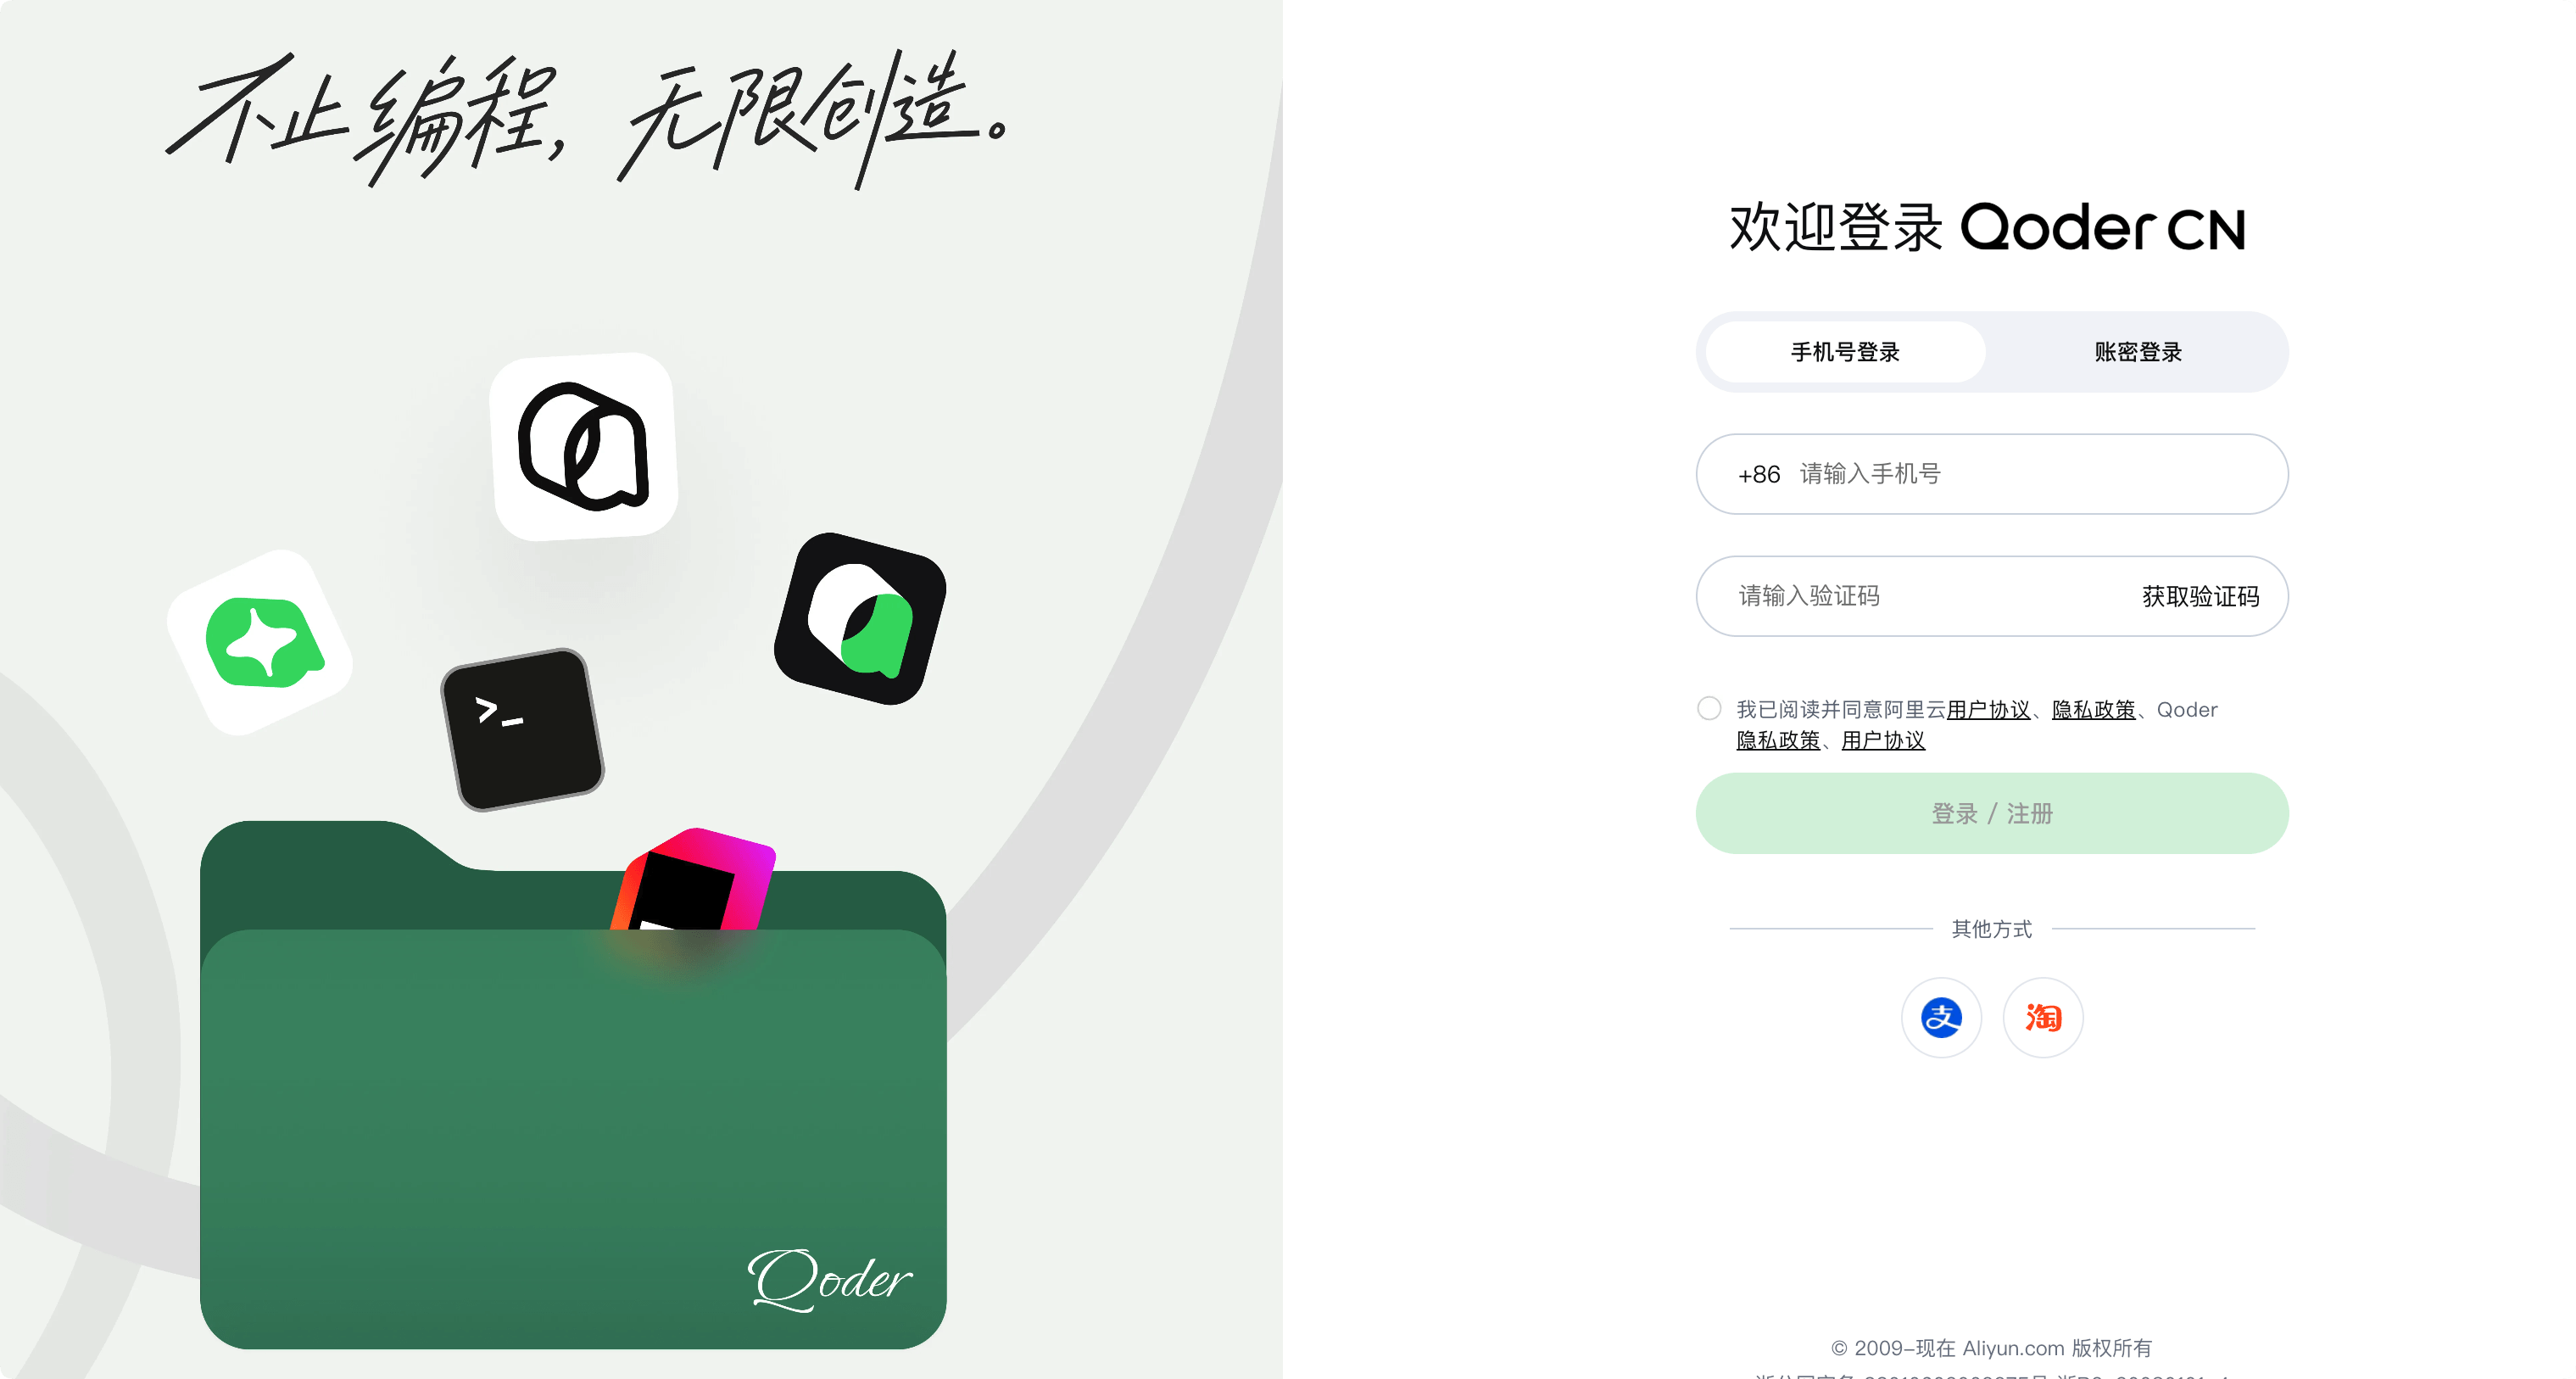 不止编程，无限创造。
>_
Qoder
欢迎登录 Qoder CN
手机号登录
账密登录
+86 请输入手机号
请输入验证码
获取验证码
我已阅读并同意阿里云用户协议、隐私政策、Qoder
隐私政策、用户协议
登录 / 注册
其他方式
支
淘
© 2009-现在 Aliyun.com 版权所有